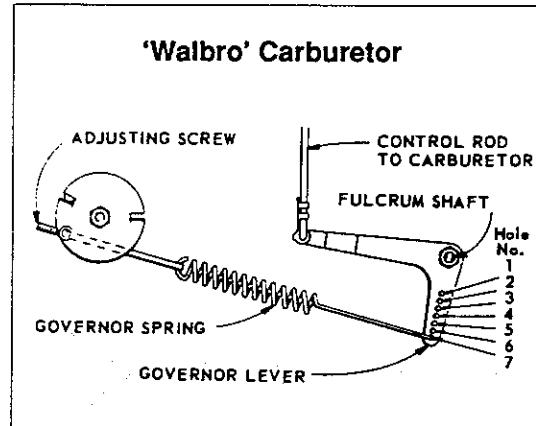 'Walbro' Carburetor
ADJUSTING SCREW
CONTROL ROD
TO CARBURETOR
FULCRUM SHAFT
Hole
No.
1
2
3
4
5
6
7
GOVERNOR SPRING
GOVERNOR LEVER